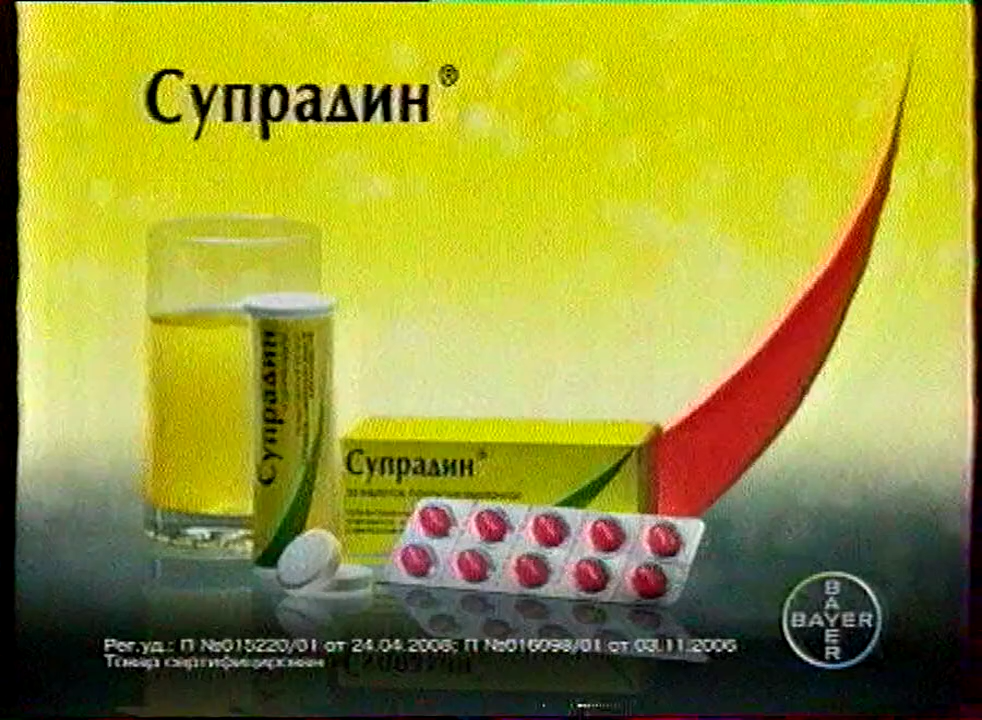 Супрадин®
Супрадин
Супрадин®
BAYER
BAYER
Рег.уд.: П №015220/01 от 24.04.2008; П №016098/01 от 03.11.2006
Товар сертифицирован